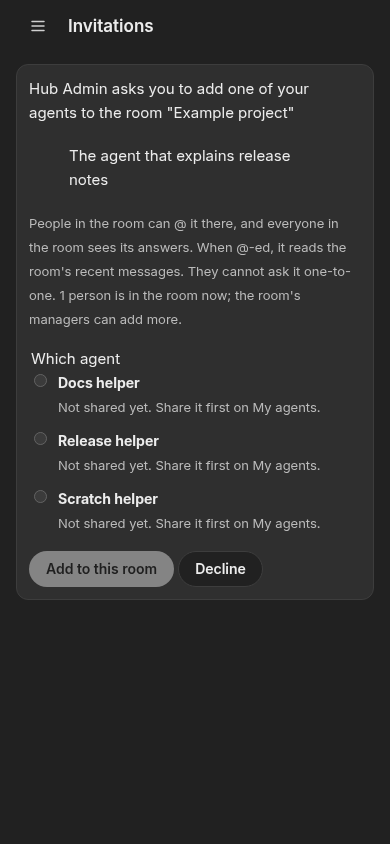 Invitations
Hub Admin asks you to add one of your
agents to the room "Example project"
The agent that explains release
notes
People in the room can @ it there, and everyone in
the room sees its answers. When @-ed, it reads the
room's recent messages. They cannot ask it one-to-
one. 1 person is in the room now; the room's
managers can add more.
Which agent
Docs helper
Not shared yet. Share it first on My agents.
Release helper
Not shared yet. Share it first on My agents.
Scratch helper
Not shared yet. Share it first on My agents.
Add to this room
Decline